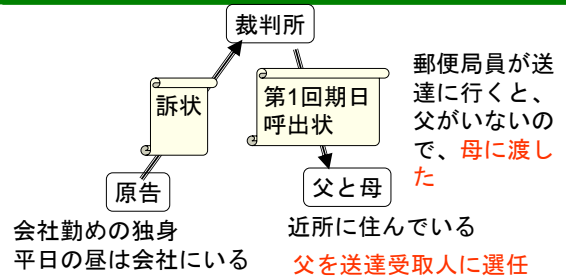 裁判所
訴状
第1回期日
呼出状
郵便局員が送
達に行くと、
父がいないの
で、母に渡し
た
原告
父と母
会社勤めの独身
平日の昼は会社にいる
近所に住んでいる
父を送達受取人に選任